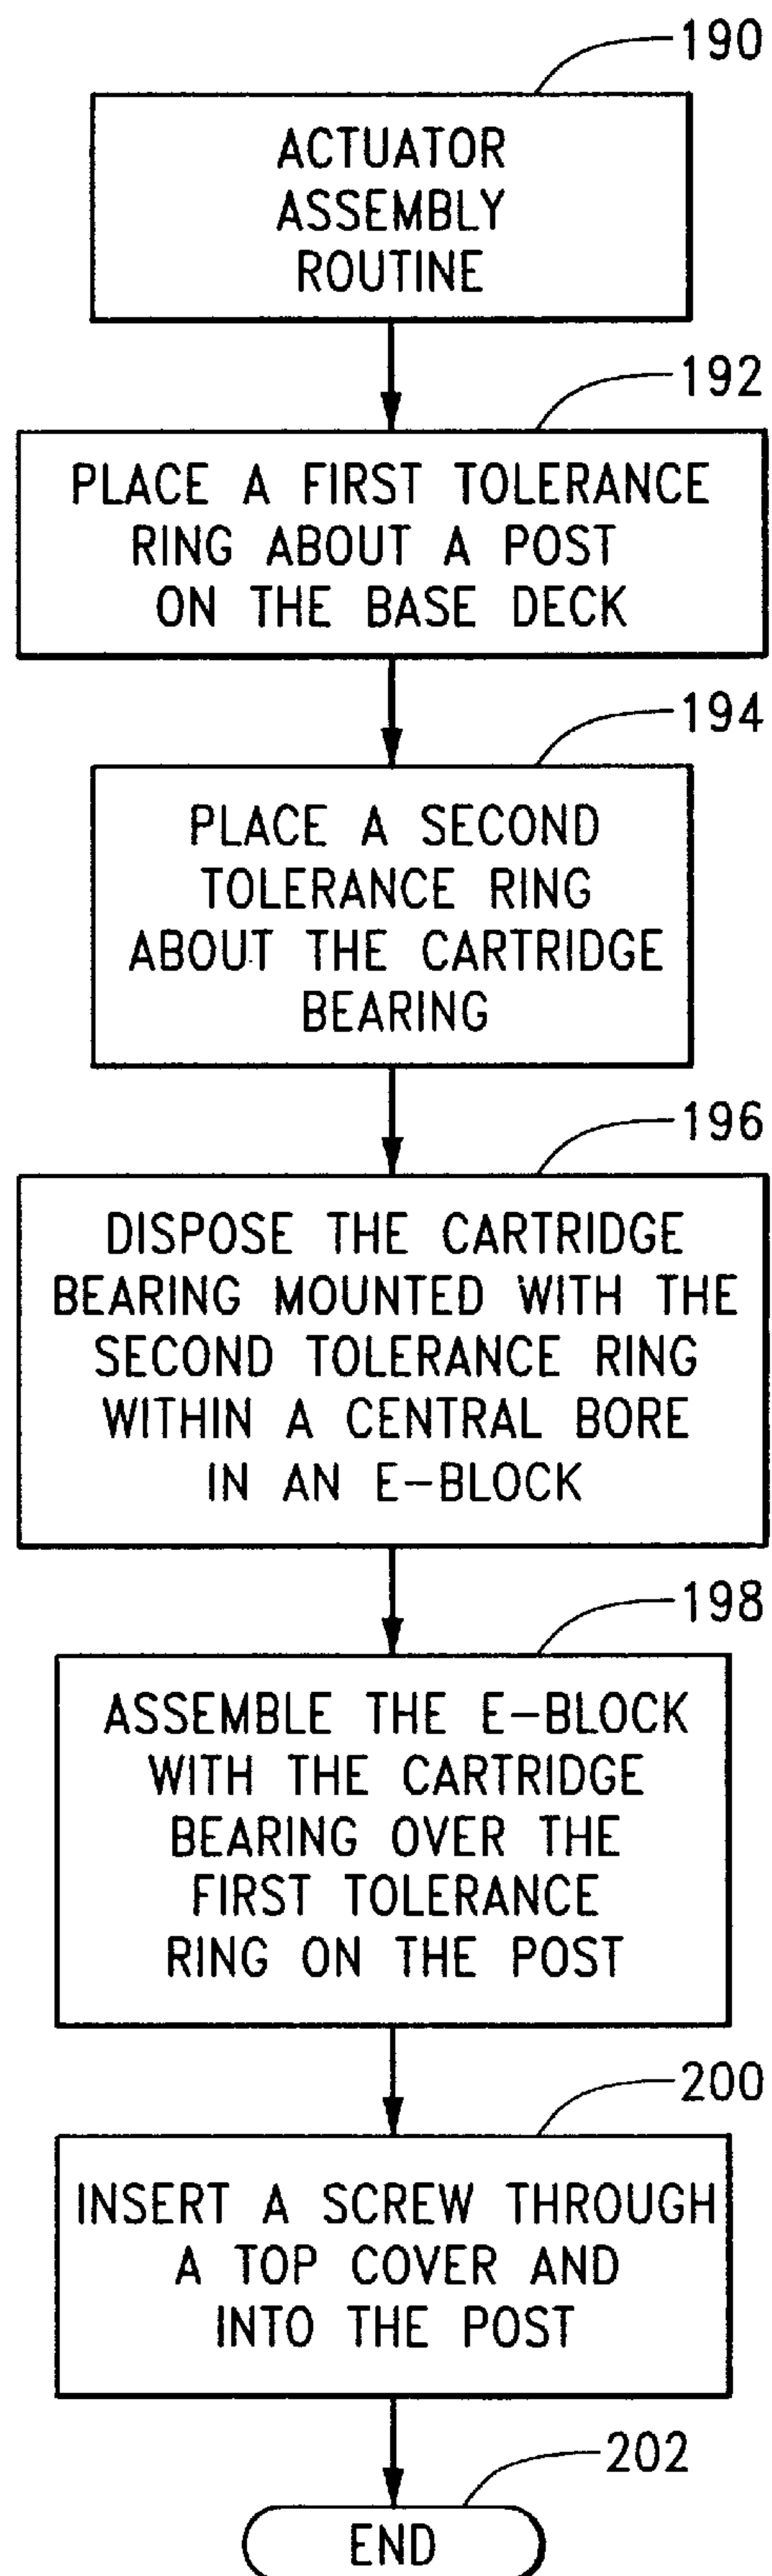 190
ACTUATOR
ASSEMBLY
ROUTINE
192
PLACE A FIRST TOLERANCE
RING ABOUT A POST
ON THE BASE DECK
194
PLACE A SECOND
TOLERANCE RING
ABOUT THE CARTRIDGE
BEARING
196
DISPOSE THE CARTRIDGE
BEARING MOUNTED WITH THE
SECOND TOLERANCE RING
WITHIN A CENTRAL BORE
IN AN E-BLOCK
198
ASSEMBLE THE E-BLOCK
WITH THE CARTRIDGE
BEARING OVER THE
FIRST TOLERANCE
RING ON THE POST
200
INSERT A SCREW THROUGH
A TOP COVER AND
INTO THE POST
202
END